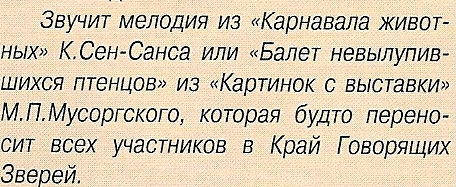 Звучит мелодия из «Карнавала живот-
ных» К.Сен-Санса или «Балет невылупив-
шихся птенцов» из «Картинок с выставки»
М.П.Мусоргского, которая будто перено-
сит всех участников в Край Говорящих
Зверей.